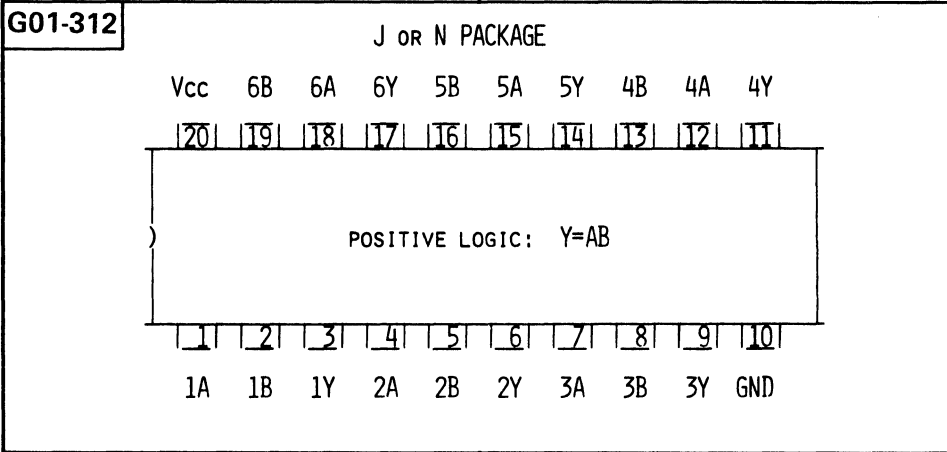 G01-312
J OR N PACKAGE
Vcc 6B 6A 6Y 5B 5A 5Y 4B 4A 4Y
20 19 18 17 16 15 14 13 12 11
POSITIVE LOGIC: Y=AB
1 2 3 4 5 6 7 8 9 10
1A 1B 1Y 2A 2B 2Y 3A 3B 3Y GND